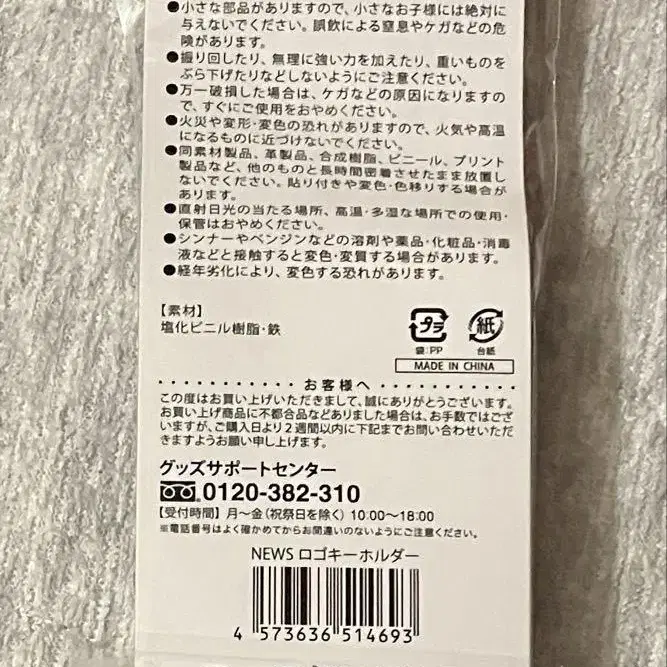 ●小さな部品がありますので、小さなお子様には絶対に
与えないでください。誤飲による窒息やケガなどの危
険があります。
●振り回したり、無理に強い力を加えたり、重いものを
ぶら下げたりなどしないようにご注意ください。
●万一破損した場合は、ケガなどの原因になりますの
で、すぐにご使用をおやめください。
●火災や変形・変色の恐れがありますので、火気や高温
になるものに近づけないでください。
●同素材製品、革製品、合成樹脂、ビニール、プリント
製品など、他のものと長時間密着させたまま放置し
ないでください。貼り付きや変色・色移りする場合が
あります。
●直射日光の当たる場所、高温・多湿な場所での使用・
保管はおやめください。
●シンナーやベンジンなどの溶剤や薬品・化粧品・消毒
液などと接触すると変色・変質する場合があります。
●経年劣化により、変色する恐れがあります。
【素材】
塩化ビニル樹脂・鉄
プラ
袋:PP
紙
台紙
MADE IN CHINA
お客様へ
この度はお買い上げいただきまして、誠にありがとうございます。
お買い上げ商品に不都合品などありました場合は、お手数ではござ
いますが、ご購入日より2週間以内に下記までお問い合わせいただ
きますようお願い申し上げます。
グッズサポートセンター
0120-382-310
【受付時間】月〜金(祝祭日を除く)10:00〜18:00
※電話番号はよく確かめてからお間違いのないようにご注意ください。
NEWS ロゴキーホルダー
4 573636 514693